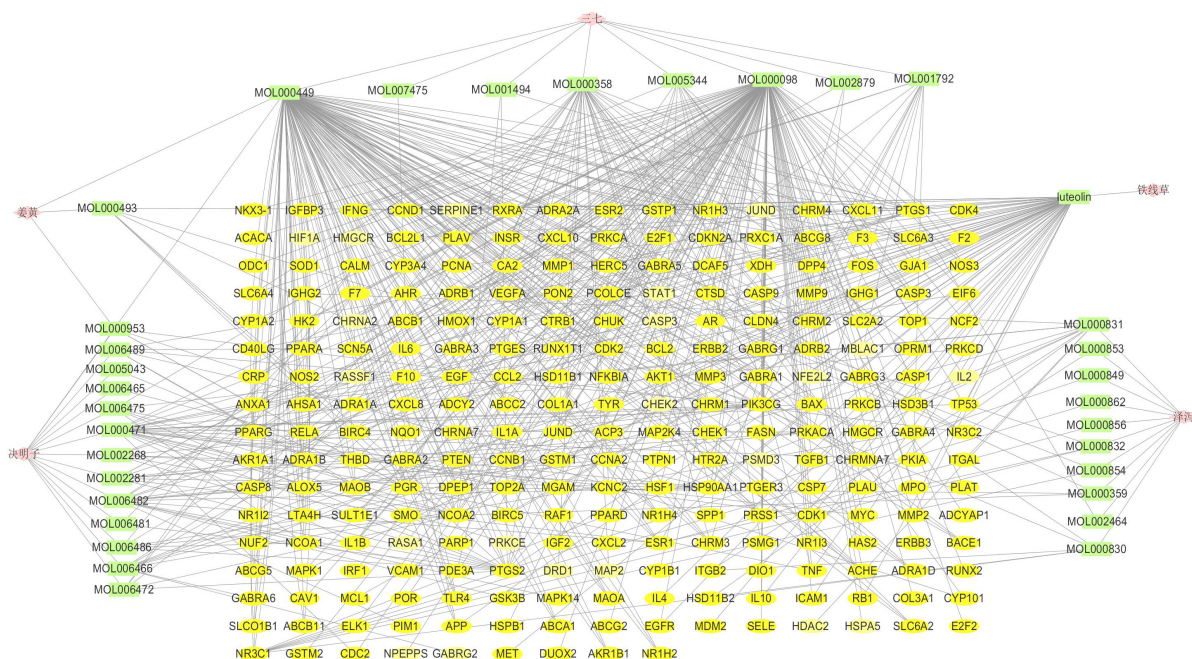 三七
MOL000449 MOL007475 MOL001494 MOL000358 MOL005344 MOL000098 MOL002879 MOL001792
铁线草
luteolin
姜黄
MOL000493
NKX3-1 IGFBP3 IFNG CCND1 SERPINE1 RXRA ADRA2A ESR2 GSTP1 NR1H3 JUND CHRM4 CXCL11 PTGS1 CDK4
ACACA HIF1A HMGCR BCL2L1 PLAV INSR CXCL10 PRKCA E2F1 CDKN2A PRXC1A ABCG8 F3 SLC6A3 F2
ODC1 SOD1 CALM CYP3A4 PCNA CA2 MMP1 HERC5 GABRA5 DCAF5 XDH DPP4 FOS GJA1 NOS3
SLC6A4 IGHG2 F7 AHR ADRB1 VEGFA PON2 PCOLCE STAT1 CTSD CASP9 MMP9 IGHG1 CASP3 EIF6
CYP1A2 HK2 CHRNA2 ABCB1 HMOX1 CYP1A1 CTRB1 CHUK CASP3 AR CLDN4 CHRM2 SLC2A2 TOP1 NCF2
CD40LG PPARA SCN5A IL6 GABRA3 PTGES RUNX1T1 CDK2 BCL2 ERBB2 GABRG1 ADRB2 MBLAC1 OPRM1 PRKCD
CRP NOS2 RASSF1 F10 EGF CCL2 HSD11B1 NFKBIA AKT1 MMP3 GABRA1 NFE2L2 GABRG3 CASP1 IL2
ANXA1 AHSA1 ADRA1A CXCL8 ADCY2 ABCC2 COL1A1 TYR CHEK2 CHRM1 PIK3CG BAX PRKCB HSD3B1 TP53
PPARG RELA BIRC4 NQO1 CHRNA7 IL1A JUND ACP3 MAP2K4 CHEK1 FASN PRKACA HMGCR GABRA4 NR3C2
AKR1A1 ADRA1B THBD GABRA2 PTEN CCNB1 GSTM1 CCNA2 PTPN1 HTR2A PSMD3 TGFB1 CHRMNA7 PKIA ITGAL
CASP8 ALOX5 MAOB PGR DPEP1 TOP2A MGAM KCNC2 HSF1 HSP90AA1 PTGER3 CSP7 PLAU MPO PLAT
NR1I2 LTA4H SULT1E1 SMO NCOA2 BIRC5 RAF1 PPARD NR1H4 SPP1 PRSS1 CDK1 MYC MMP2 ADCYAP1
NUF2 NCOA1 IL1B RASA1 PARP1 PRKCE IGF2 CXCL2 ESR1 CHRM3 PSMG1 NR1I3 HAS2 ERBB3 BACE1
ABCG5 MAPK1 IRF1 VCAM1 PDE3A PTGS2 DRD1 MAP2 CYP1B1 ITGB2 DIO1 TNF ACHE ADRA1D RUNX2
GABRA6 CAV1 MCL1 POR TLR4 GSK3B MAPK14 MAOA IL4 HSD11B2 IL10 ICAM1 RB1 COL3A1 CYP101
SLCO1B1 ABCB11 ELK1 PIM1 APP HSPB1 ABCA1 ABCG2 EGFR MDM2 SELE HDAC2 HSPA5 SLC6A2 E2F2
NR3C1 GSTM2 CDC2 NPEPPS GABRG2 MET DUOX2 AKR1B1 NR1H2
MOL000953
MOL006489
MOL005043
MOL006465
MOL006475
MOL000471
MOL002268
MOL002281
MOL006482
MOL006481
MOL006486
MOL006466
MOL006472
决明子
MOL000831
MOL000853
MOL000849
MOL000862
MOL000856
MOL000832
MOL000854
MOL000359
MOL002464
MOL000830
泽泻